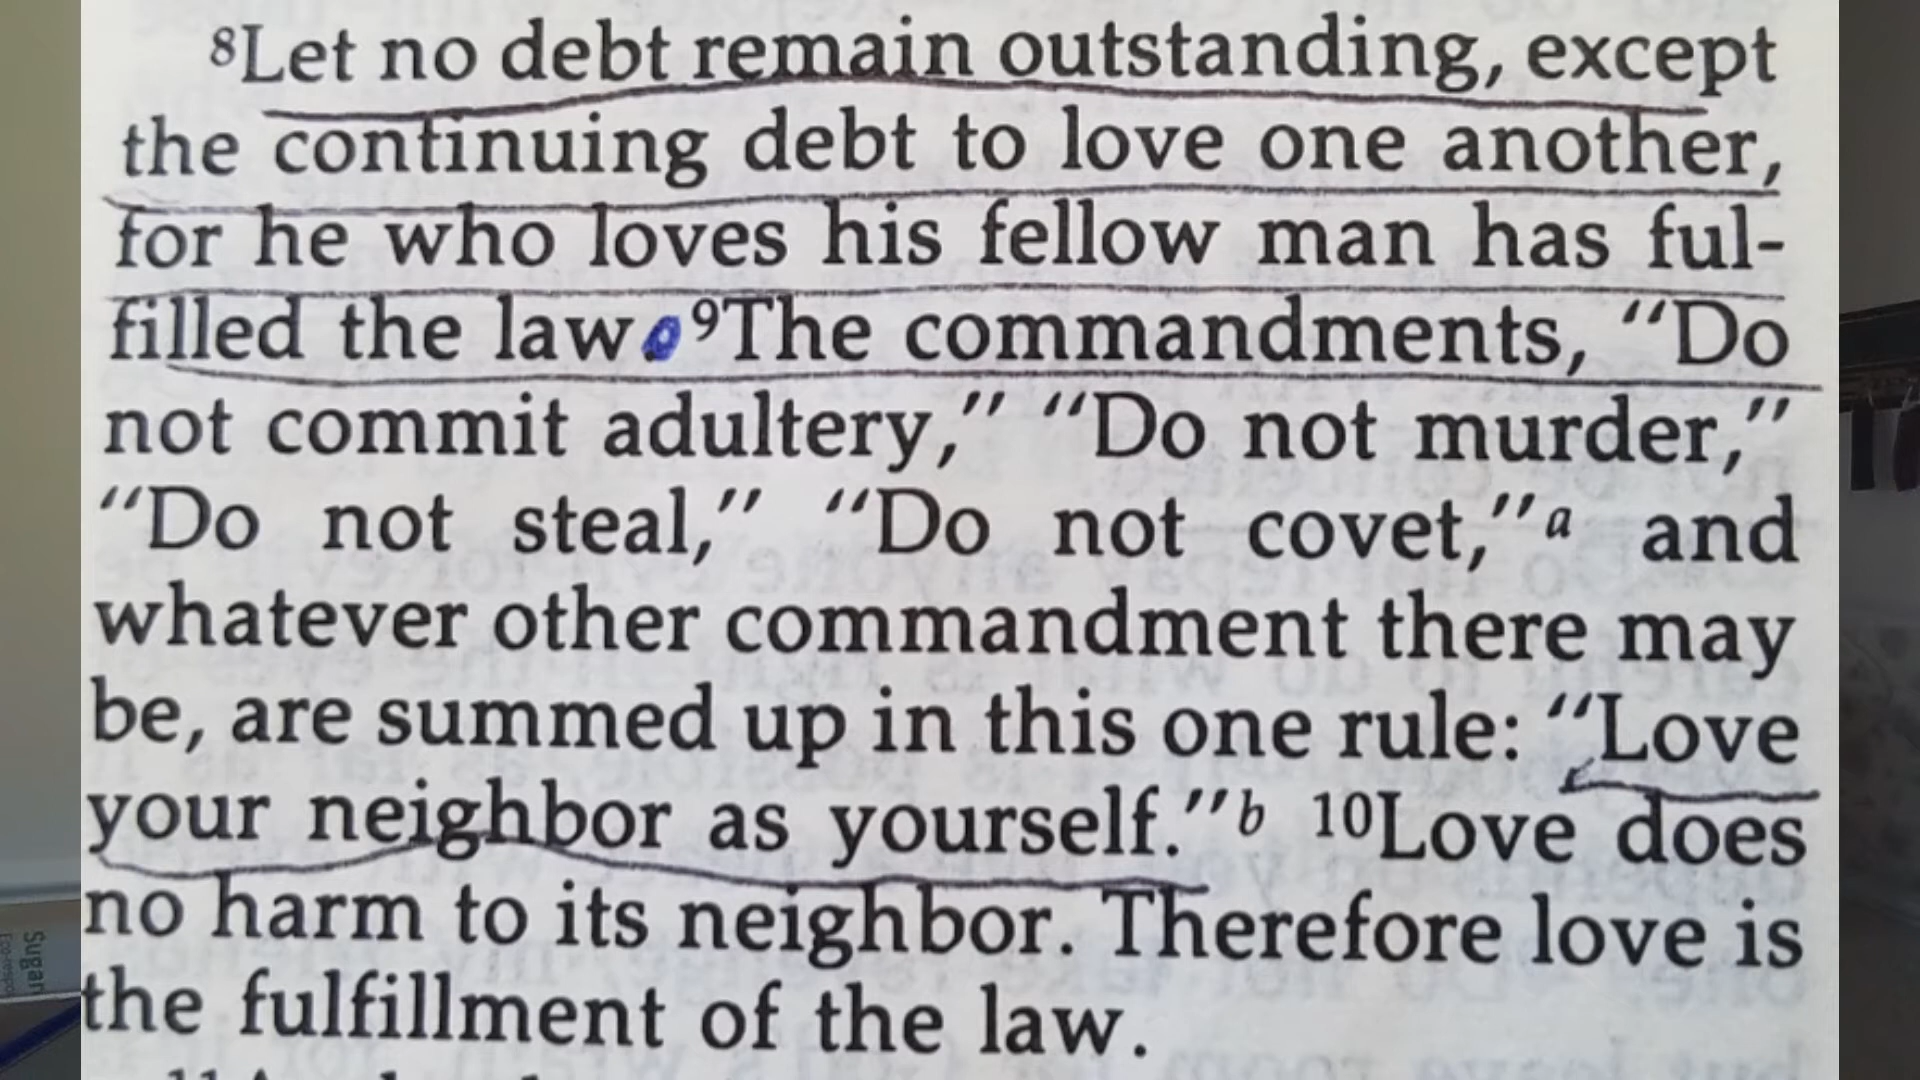 ⁸Let no debt remain outstanding, except
the continuing debt to love one another,
for he who loves his fellow man has ful-
filled the law. ⁹The commandments, “Do
not commit adultery,” “Do not murder,”
“Do not steal,” “Do not covet,”ᵃ and
whatever other commandment there may
be, are summed up in this one rule: “Love
your neighbor as yourself.”ᵇ ¹⁰Love does
no harm to its neighbor. Therefore love is
the fulfillment of the law.
Sugar